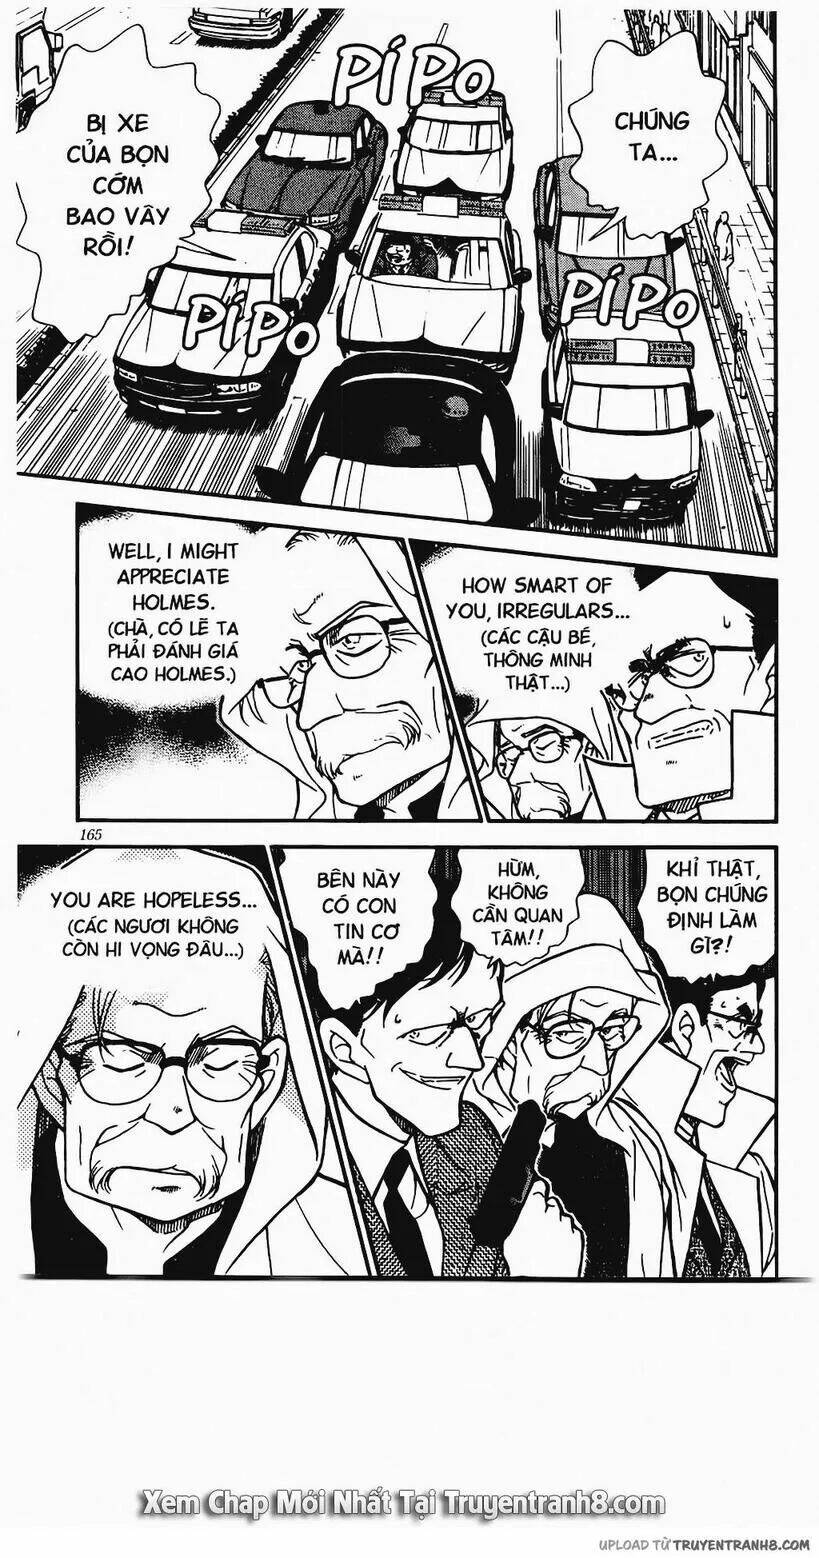 CHÚNG
TA...
PÍPO
BỊ XE
CỦA BỌN
CỚM
BAO VÂY
RỒI!
PÍPO
PÍPO
HOW SMART OF
YOU, IRREGULARS...
(CÁC CẬU BÉ,
THÔNG MINH
THẬT...)
WELL, I MIGHT
APPRECIATE
HOLMES.
(CHÀ, CÓ LẼ TA
PHẢI ĐÁNH GIÁ
CAO HOLMES.)
165
KHỈ THẬT,
BỌN CHÚNG
ĐỊNH LÀM
GÌ?!
HỪM,
KHÔNG
CẦN QUAN
TÂM!!
BÊN NÀY
CÓ CON
TIN CƠ
MÀ!!
YOU ARE HOPELESS...
(CÁC NGƯƠI KHÔNG
CÒN HI VỌNG ĐÂU...)
Xem Chap Mới Nhất Tại Truyentranh8.com
UPLOAD TỪ TRUYENTRANH8.COM